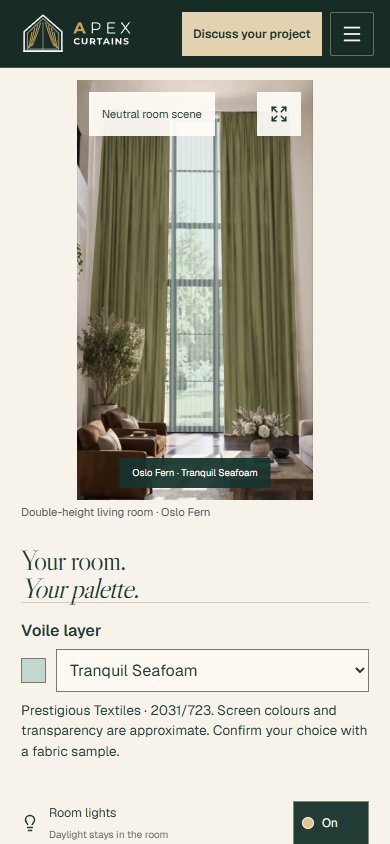 APEX
CURTAINS
Discuss your project
Neutral room scene
Oslo Fern · Tranquil Seafoam
Double-height living room · Oslo Fern
Your room.
Your palette.
Voile layer
Tranquil Seafoam
Prestigious Textiles · 2031/723. Screen colours and
transparency are approximate. Confirm your choice with
a fabric sample.
Room lights
On
Daylight stays in the room